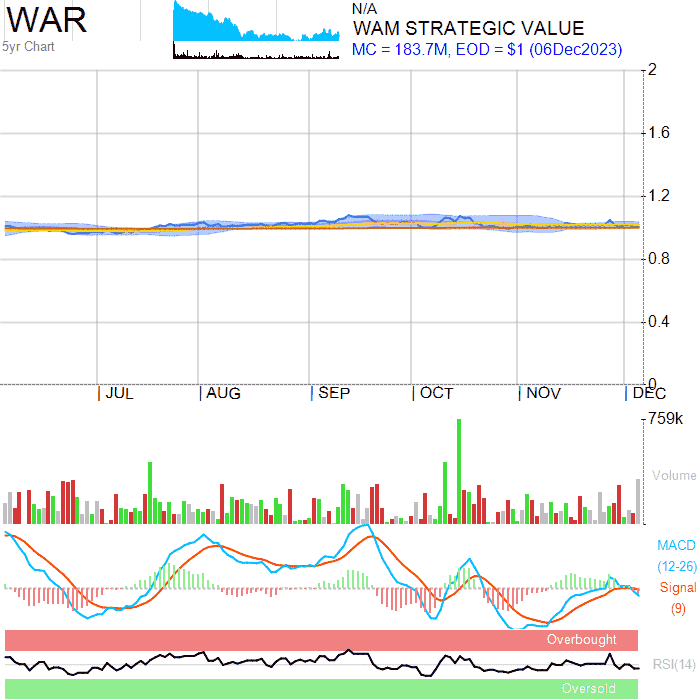 WAR
5yr Chart
N/A
WAM STRATEGIC VALUE
MC = 183.7M, EOD = $1 (06Dec2023)
2
1.6
1.2
0.8
0.4
0
JUL
AUG
SEP
OCT
NOV
DEC
759k
Volume
MACD
(12-26)
Signal
(9)
Overbought
RSI(14)
Oversold